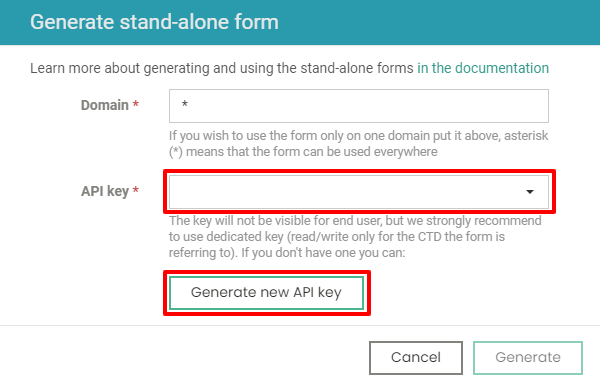 Generate stand-alone form
Learn more about generating and using the stand-alone forms in the documentation
Domain *
*
If you wish to use the form only on one domain put it above, asterisk
(*) means that the form can be used everywhere
API key *
The key will not be visible for end user, but we strongly recommend
to use dedicated key (read/write only for the CTD the form is
referring to). If you don't have one you can:
Generate new API key
Cancel
Generate